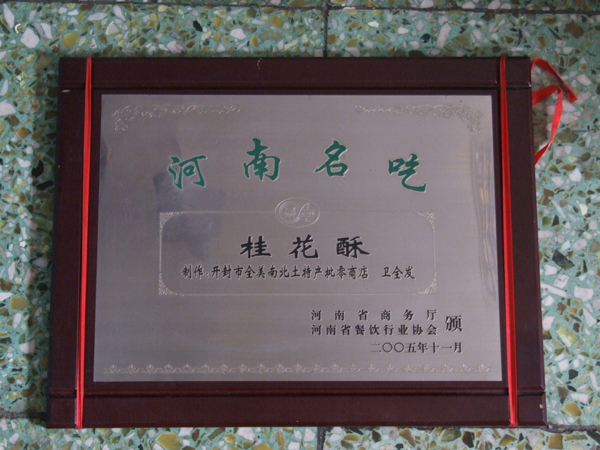 河南名吃
桂花酥
制作：开封市全美南北土特产批零商店 卫全发
河南省商务厅
河南省餐饮行业协会 颁
二〇〇五年十一月